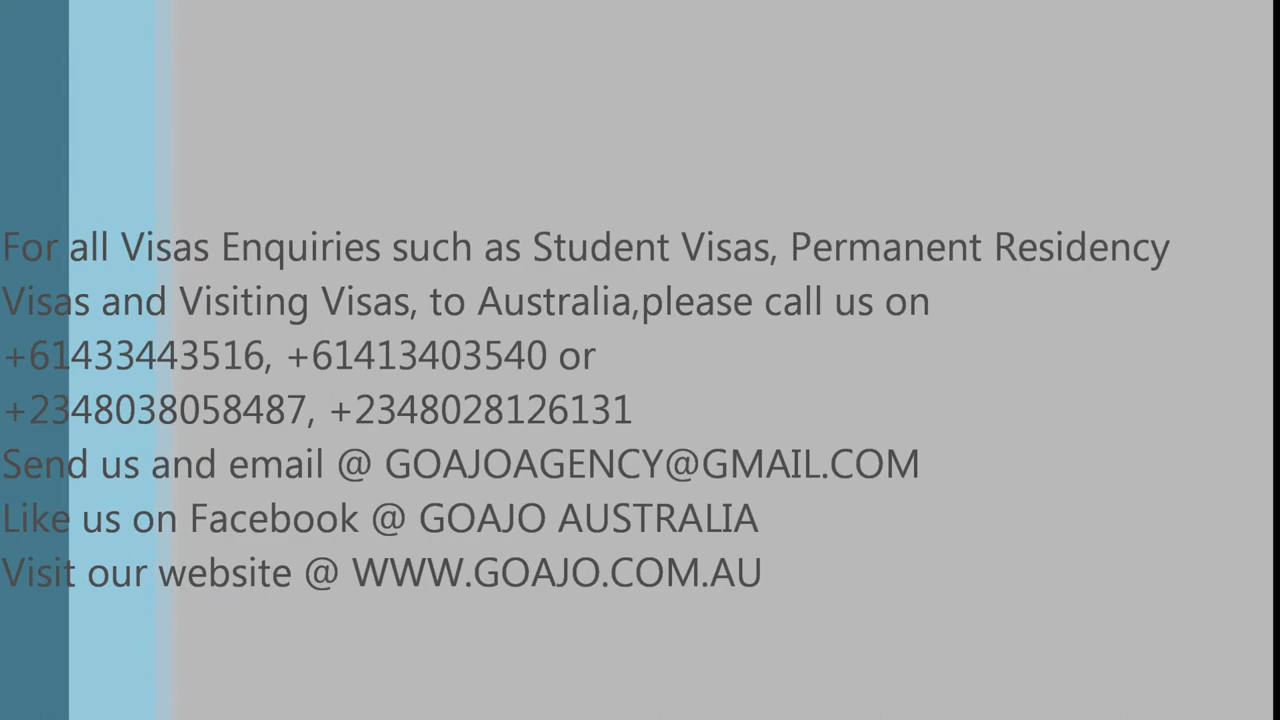 For all Visas Enquiries such as Student Visas, Permanent Residency
Visas and Visiting Visas, to Australia,please call us on
+61433443516, +61413403540 or
+2348038058487, +2348028126131
Send us and email @ GOAJOAGENCY@GMAIL.COM
Like us on Facebook @ GOAJO AUSTRALIA
Visit our website @ WWW.GOAJO.COM.AU